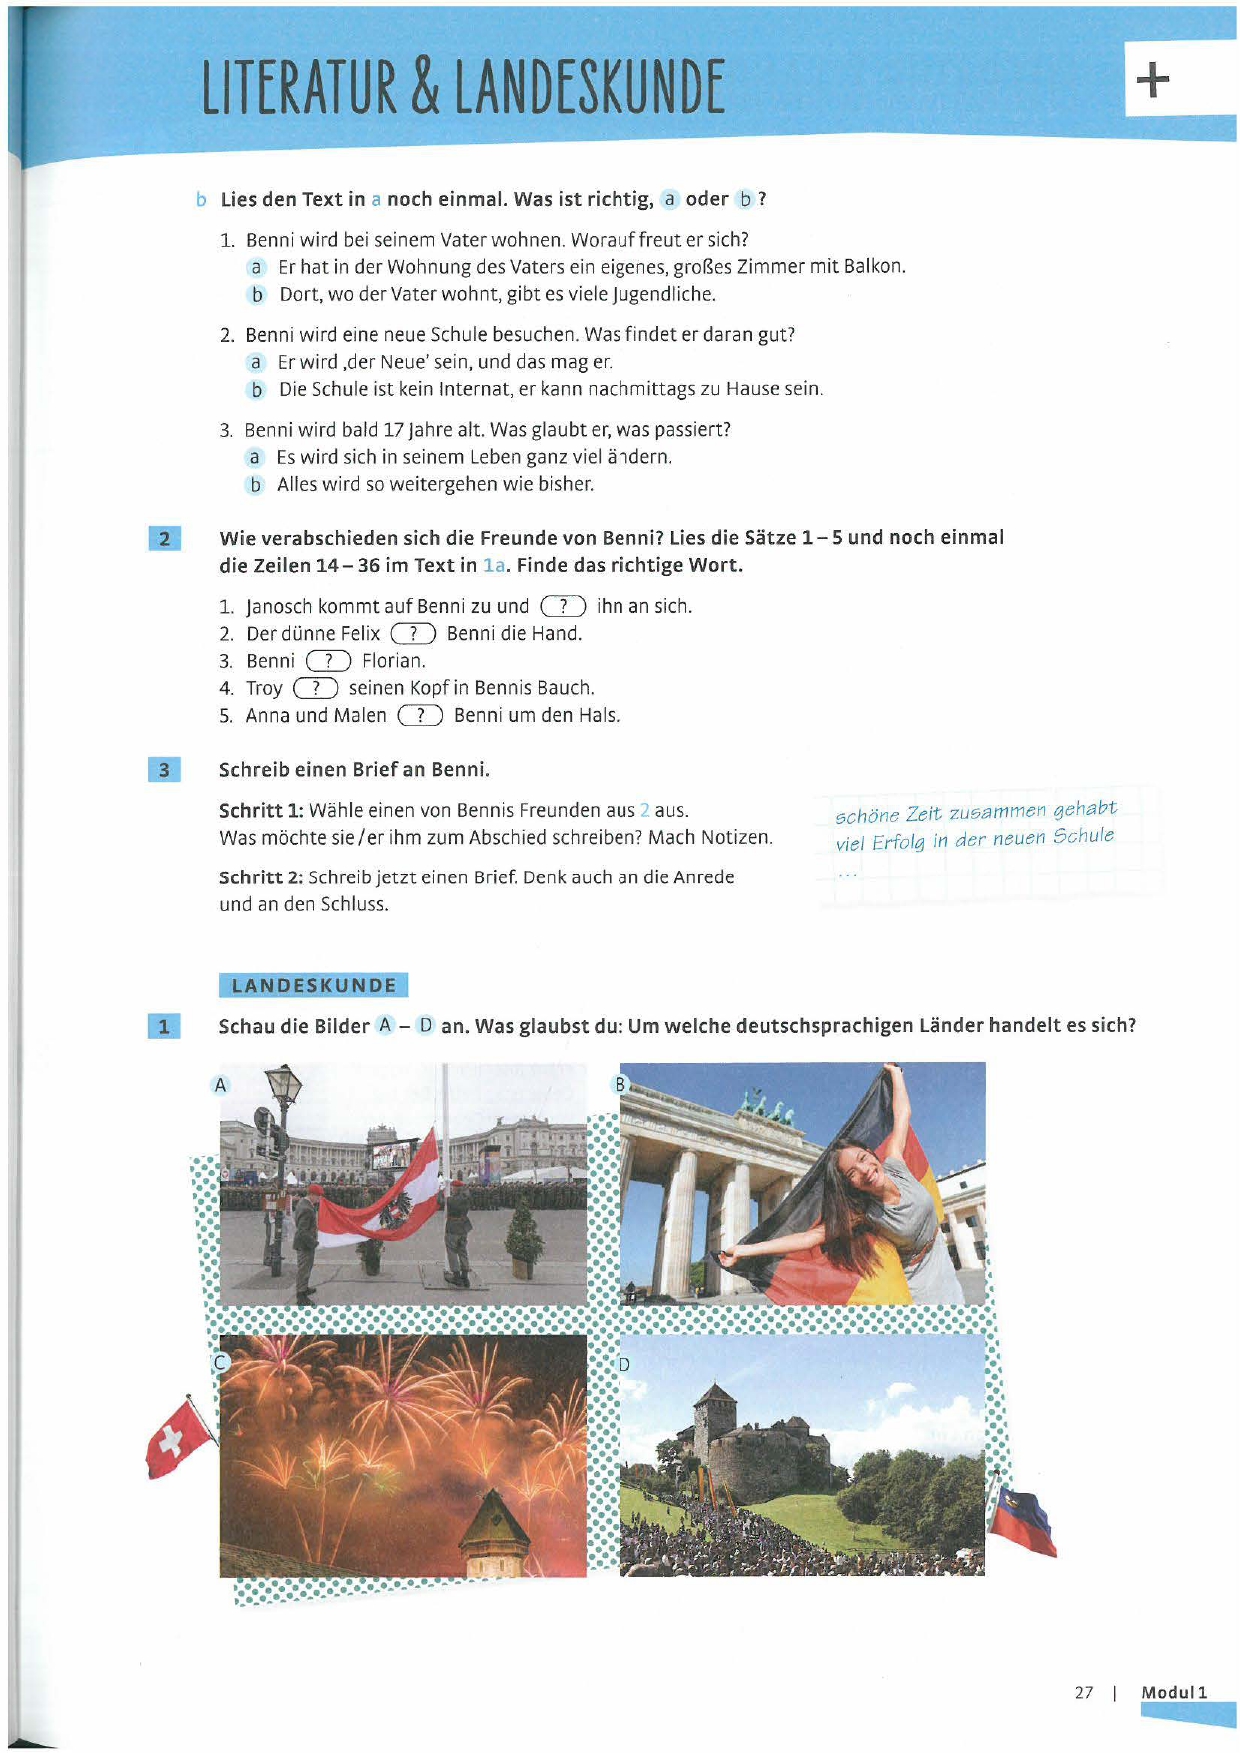 LITERATUR & LANDESKUNDE
+
b Lies den Text in a noch einmal. Was ist richtig, a oder b ?
1. Benni wird bei seinem Vater wohnen. Worauf freut er sich?
a Er hat in der Wohnung des Vaters ein eigenes, großes Zimmer mit Balkon.
b Dort, wo der Vater wohnt, gibt es viele Jugendliche.
2. Benni wird eine neue Schule besuchen. Was findet er daran gut?
a Er wird ‚der Neue' sein, und das mag er.
b Die Schule ist kein Internat, er kann nachmittags zu Hause sein.
3. Benni wird bald 17 Jahre alt. Was glaubt er, was passiert?
a Es wird sich in seinem Leben ganz viel ändern.
b Alles wird so weitergehen wie bisher.
2 Wie verabschieden sich die Freunde von Benni? Lies die Sätze 1 – 5 und noch einmal
die Zeilen 14 – 36 im Text in 1a. Finde das richtige Wort.
1. Janosch kommt auf Benni zu und ? ihn an sich.
2. Der dünne Felix ? Benni die Hand.
3. Benni ? Florian.
4. Troy ? seinen Kopf in Bennis Bauch.
5. Anna und Malen ? Benni um den Hals.
3 Schreib einen Brief an Benni.
Schritt 1: Wähle einen von Bennis Freunden aus 2 aus.
Was möchte sie/er ihm zum Abschied schreiben? Mach Notizen.
schöne Zeit zusammen gehabt
viel Erfolg in der neuen Schule
...
Schritt 2: Schreib jetzt einen Brief. Denk auch an die Anrede
und an den Schluss.
LANDESKUNDE
1 Schau die Bilder A – D an. Was glaubst du: Um welche deutschsprachigen Länder handelt es sich?
A
B
C
D
27 | Modul 1